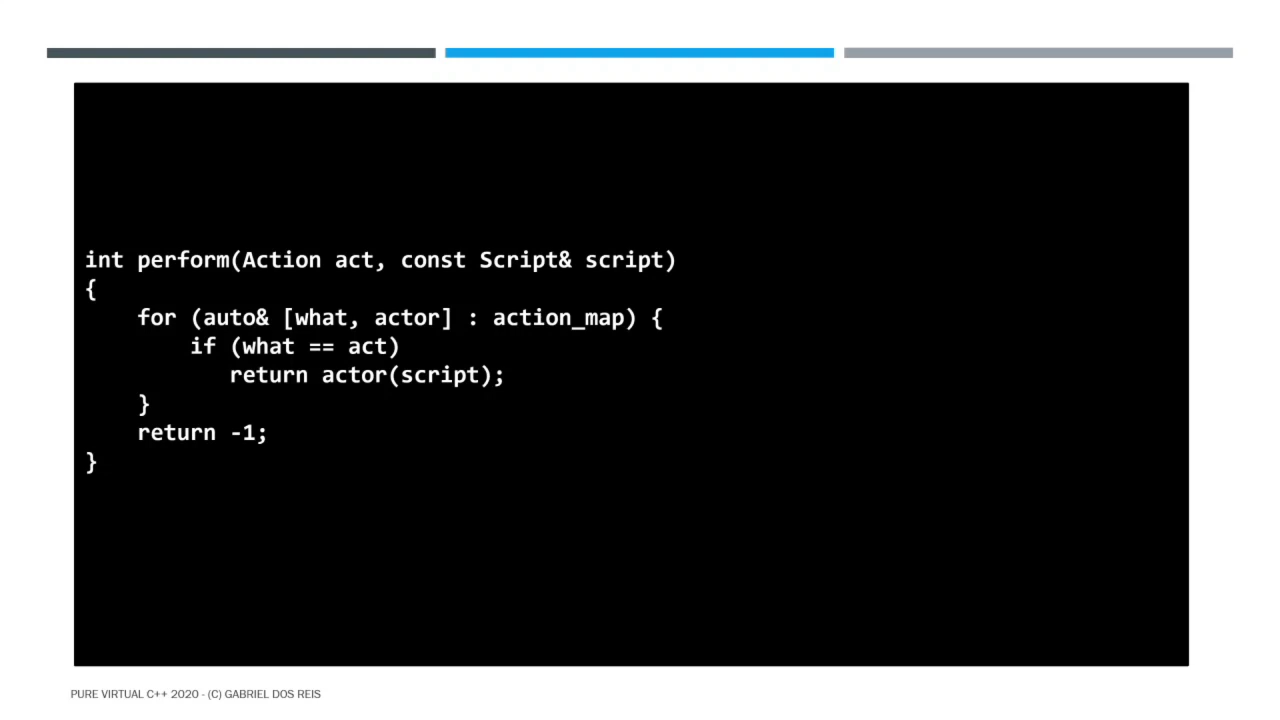 int perform(Action act, const Script& script)
{
    for (auto& [what, actor] : action_map) {
        if (what == act)
           return actor(script);
    }
    return -1;
}
PURE VIRTUAL C++ 2020 - (C) GABRIEL DOS REIS